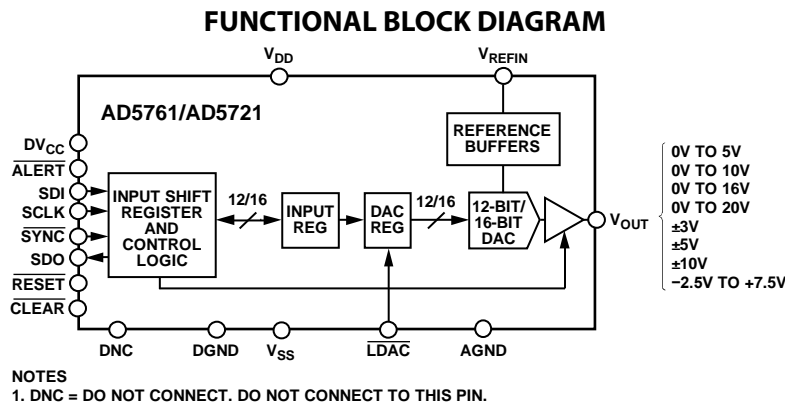 FUNCTIONAL BLOCK DIAGRAM
VDD
VREFIN
AD5761/AD5721
REFERENCE
BUFFERS
DVCC
ALERT
SDI
SCLK
SYNC
SDO
RESET
CLEAR
INPUT SHIFT
REGISTER
AND
CONTROL
LOGIC
12/16
INPUT
REG
DAC
REG
12/16
12-BIT/
16-BIT
DAC
VOUT
0V TO 5V
0V TO 10V
0V TO 16V
0V TO 20V
±3V
±5V
±10V
−2.5V TO +7.5V
DNC
DGND
VSS
LDAC
AGND
NOTES
1. DNC = DO NOT CONNECT. DO NOT CONNECT TO THIS PIN.